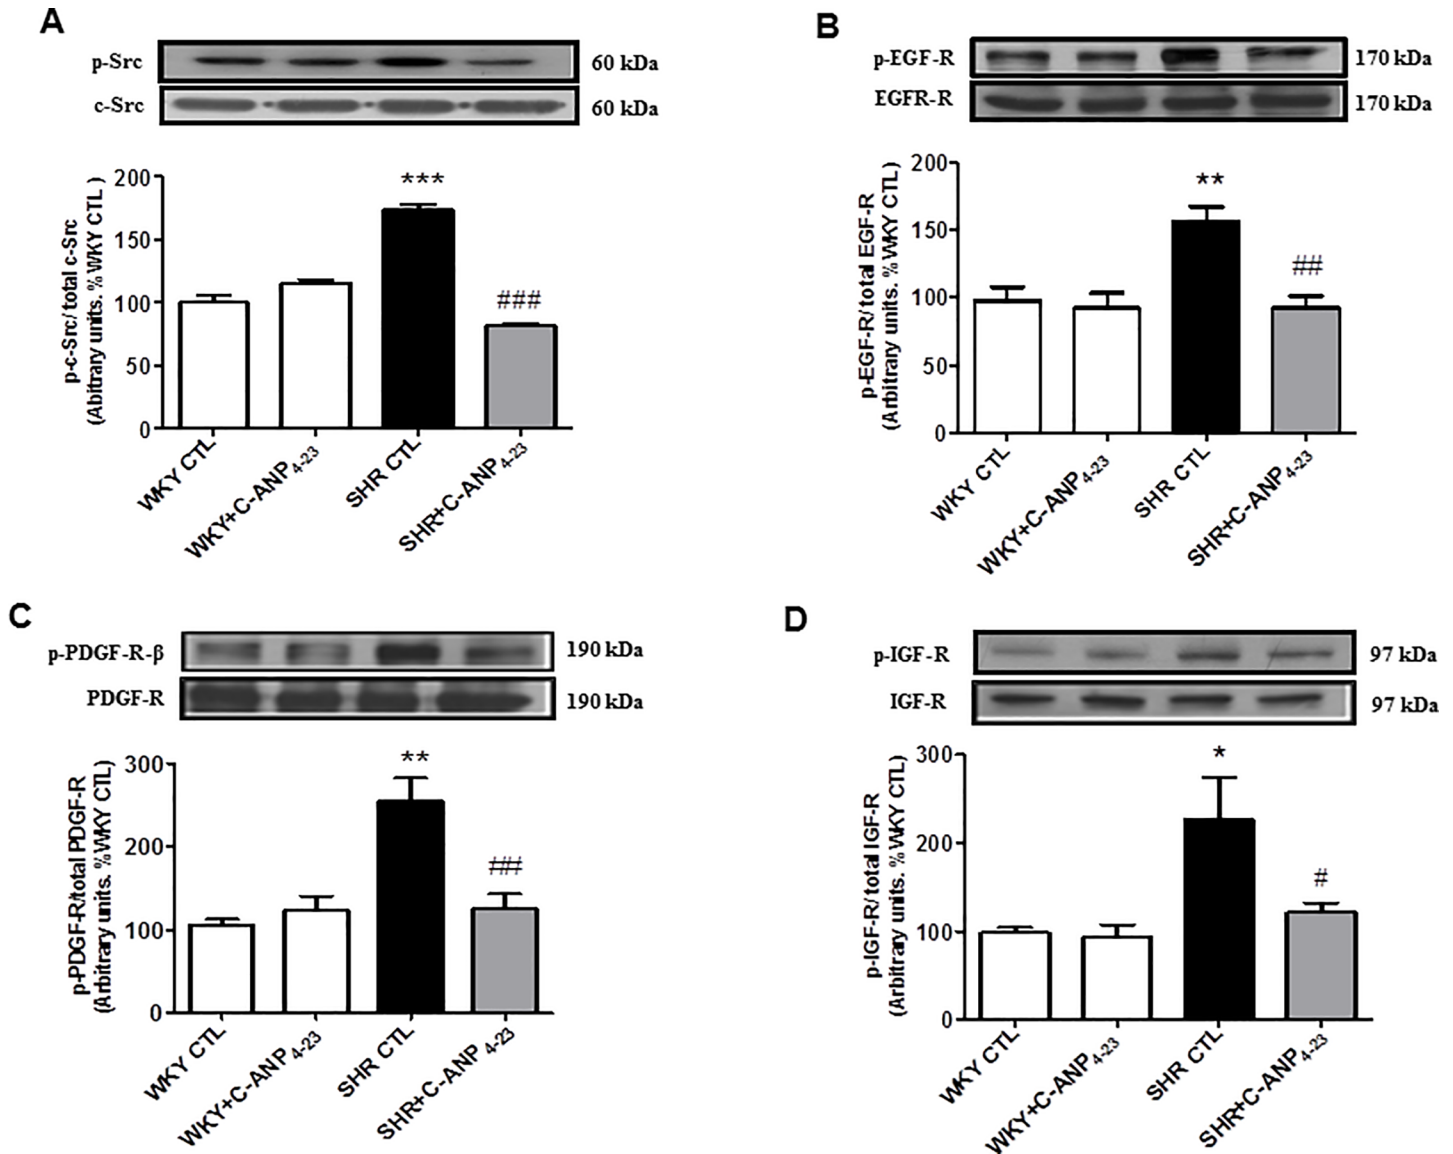 A
p-Src
60 kDa
c-Src
60 kDa
p-c-Src/ total c-Src
(Abitrary units. % WKY CTL )
200
150
100
50
0
***
###
WKY CTL
WKY+C-ANP4-23
SHR CTL
SHR+C-ANP4-23
B
p-EGF-R
170 kDa
EGFR-R
170 kDa
p-EGF-R/ total EGF-R
(Arbitrary units. % WKY CTL)
200
150
100
50
0
**
##
WKY CTL
WKY+C-ANP4-23
SHR CTL
SHR+C-ANP4-23
C
p-PDGF-R-β
190 kDa
PDGF-R
190 kDa
p-PDGF-R/total PDGF-R
(Arbitrary units. %WKY CTL)
300
200
100
0
**
##
WKY CTL
WKY+C-ANP4-23
SHR CTL
SHR+C-ANP 4-23
D
p-IGF-R
97 kDa
IGF-R
97 kDa
p-IGF-R/ total IGF-R
(Arbitrary units. %WKY CTL)
300
200
100
0
*
#
WKY CTL
WKY+C-ANP4-23
SHR CTL
SHR+C-ANP4-23